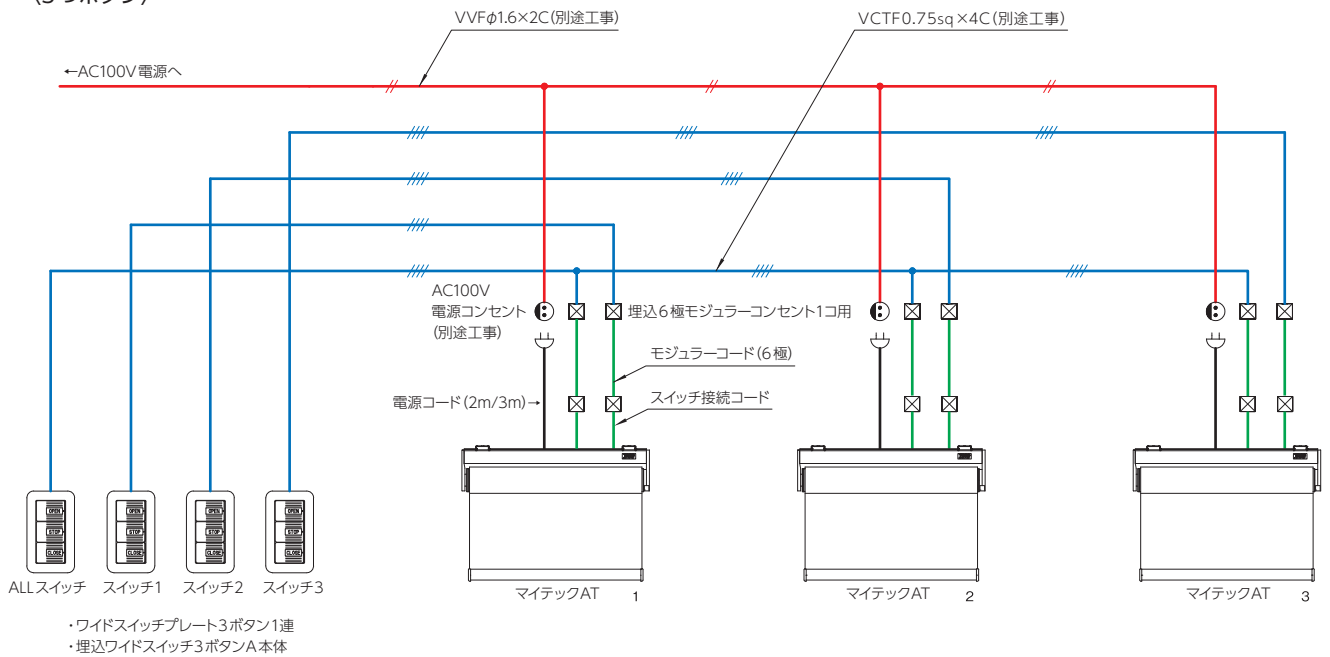 (3つボタン)
VVFφ1.6×2C(別途工事)
VCTF0.75sq×4C(別途工事)
←AC100V電源へ
AC100V
電源コンセント
(別途工事)
埋込6極モジュラーコンセント1コ用
モジュラーコード(6極)
電源コード(2m/3m)→
スイッチ接続コード
OPEN
STOP
CLOSE
OPEN
STOP
CLOSE
OPEN
STOP
CLOSE
OPEN
STOP
CLOSE
ALLスイッチ
スイッチ1
スイッチ2
スイッチ3
マイテックAT 1
マイテックAT 2
マイテックAT 3
・ワイドスイッチプレート3ボタン1連
・埋込ワイドスイッチ3ボタンA本体